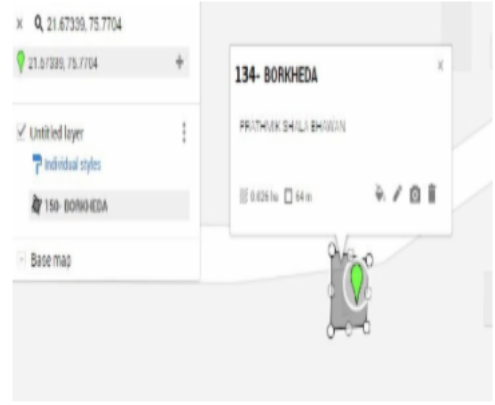 21.67339, 75.7704
21.67339, 75.7704
Untitled layer
Individual styles
150- BORKHEDA
Base map
134- BORKHEDA
PRATHMIK SHALA BHAWAN
0.026 ha 64 m